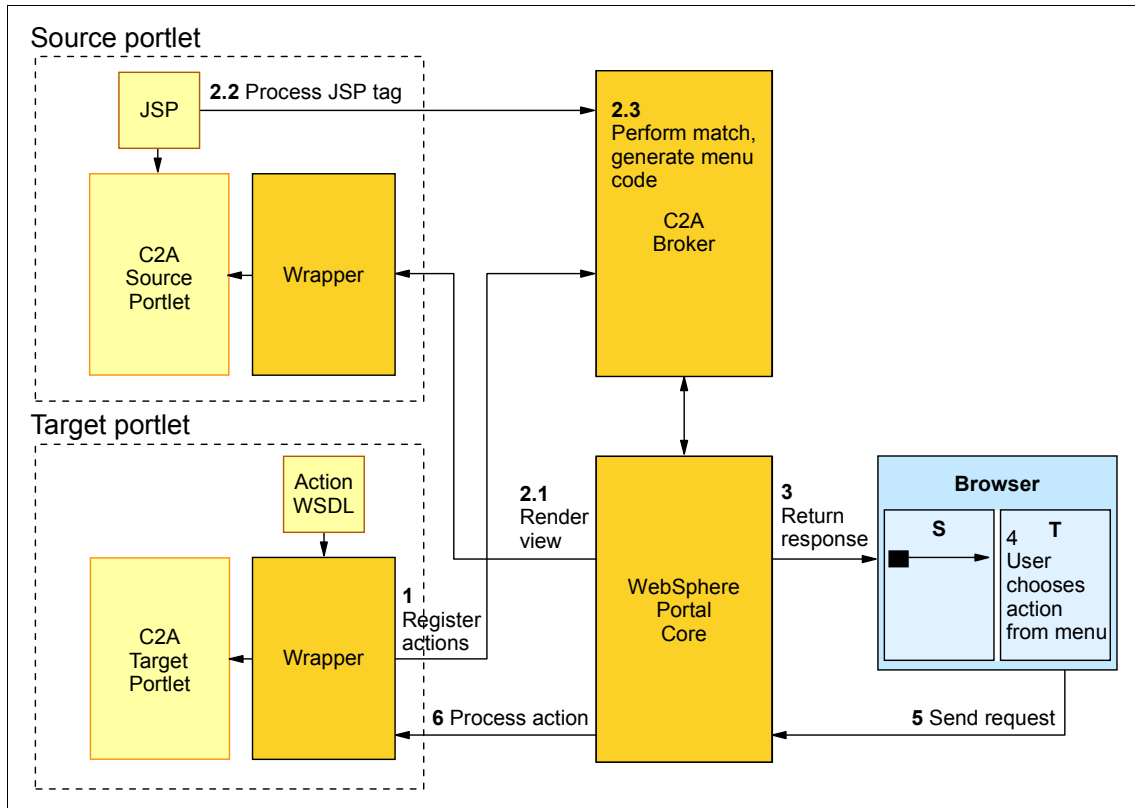 Source portlet
JSP
2.2 Process JSP tag
2.3
Perform match,
generate menu
code
C2A
Broker
C2A
Source
Portlet
Wrapper
Target portlet
Action
WSDL
2.1
Render
view
3
Return
response
Browser
S
T
4
User
chooses
action
from menu
WebSphere
Portal
Core
1
Register
actions
C2A
Target
Portlet
Wrapper
6 Process action
5 Send request